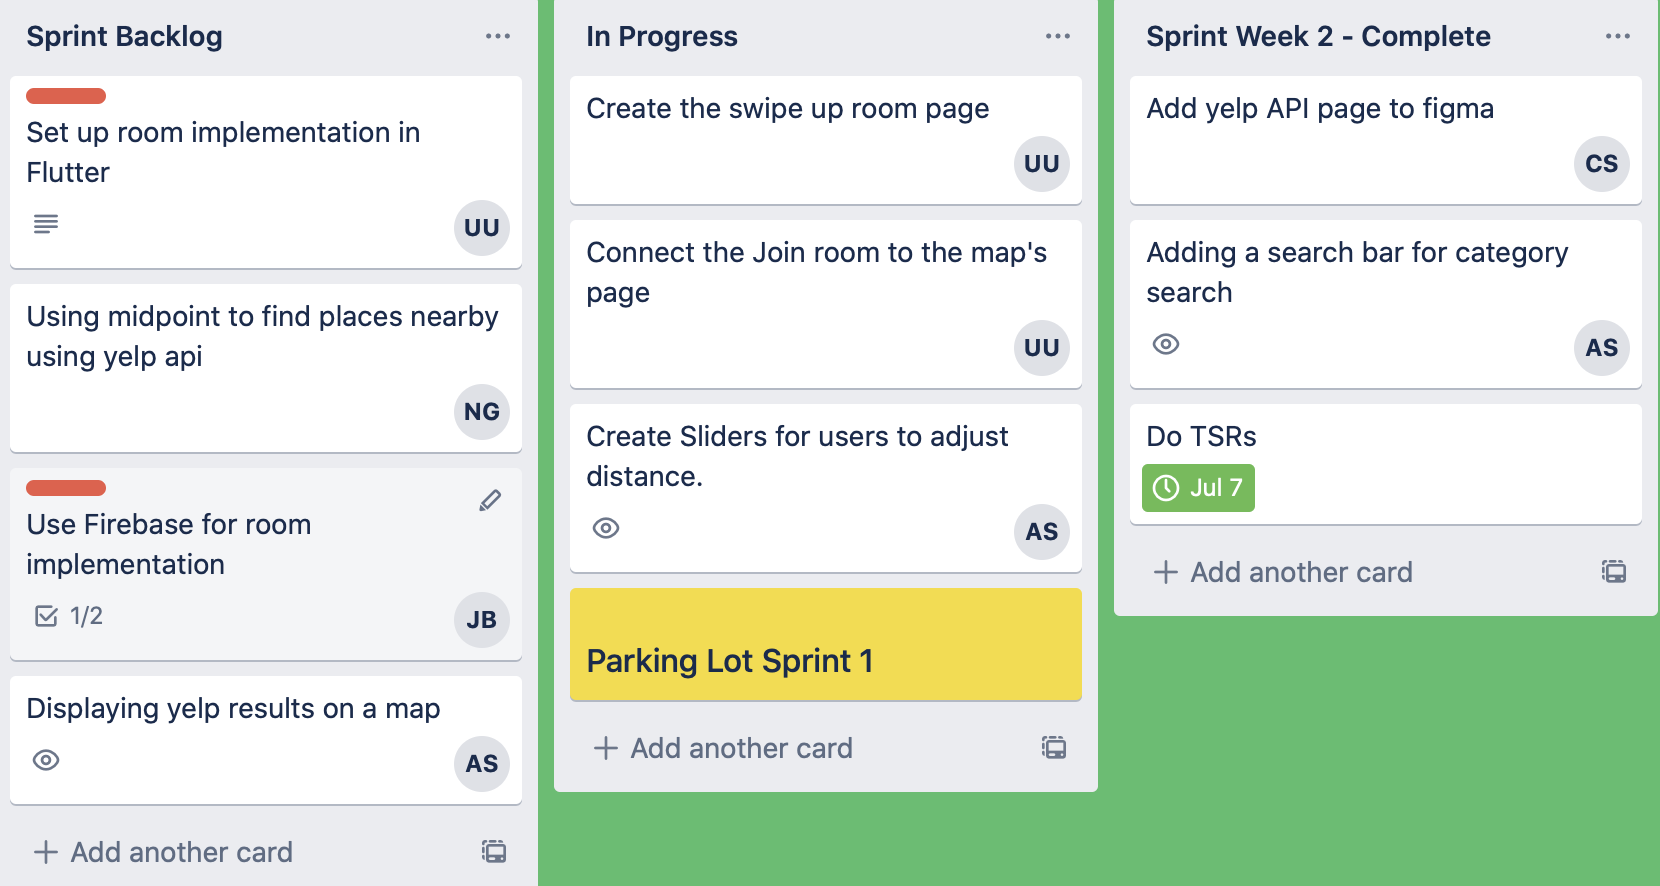 Sprint Backlog
Set up room implementation in
Flutter
UU
Using midpoint to find places nearby
using yelp api
NG
Use Firebase for room
implementation
1/2
JB
Displaying yelp results on a map
AS
Add another card
In Progress
Create the swipe up room page
UU
Connect the Join room to the map's
page
UU
Create Sliders for users to adjust
distance.
AS
Parking Lot Sprint 1
Add another card
Sprint Week 2 - Complete
Add yelp API page to figma
CS
Adding a search bar for category
search
AS
Do TSRs
Jul 7
Add another card